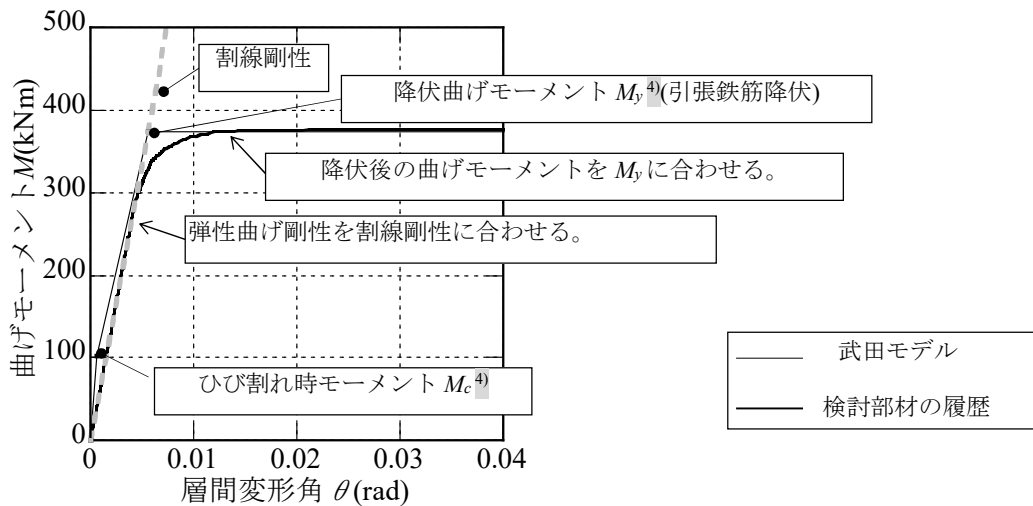 500
400
300
200
100
0
0
0.01
0.02
0.03
0.04
曲げモーメントM(kNm)
層間変形角 θ(rad)
割線剛性
降伏曲げモーメント My4)(引張鉄筋降伏)
降伏後の曲げモーメントを Myに合わせる。
弾性曲げ剛性を割線剛性に合わせる。
ひび割れ時モーメント Mc4)
武田モデル
検討部材の履歴